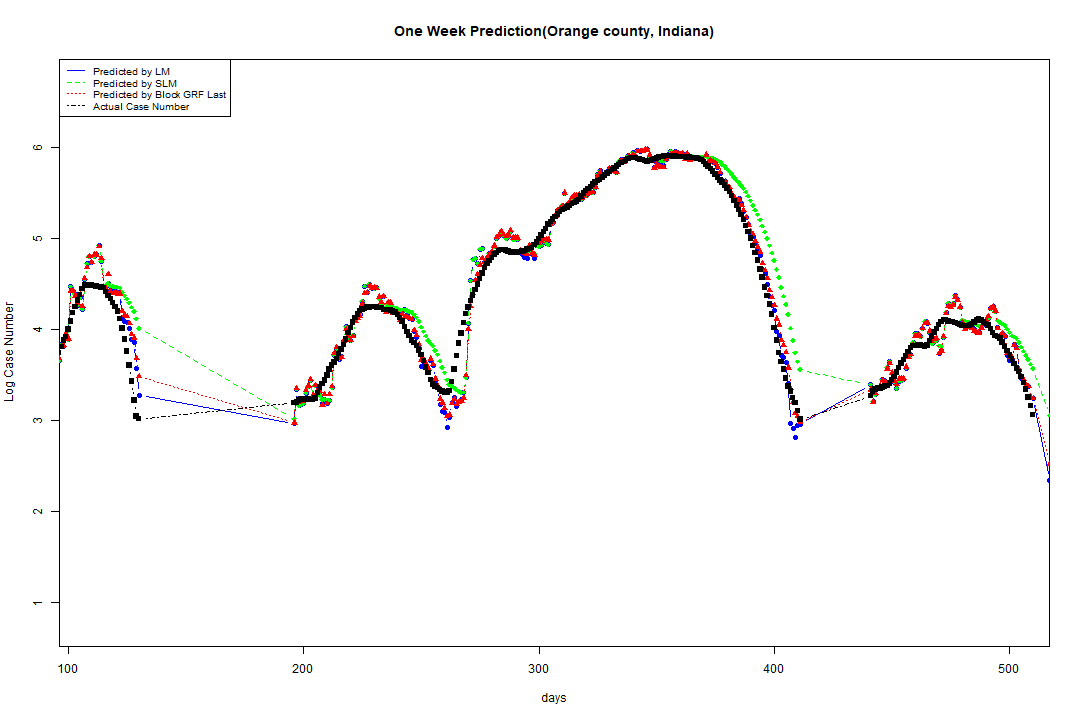 One Week Prediction(Orange county, Indiana)
Predicted by LM
Predicted by SLM
Predicted by Block GRF Last
Actual Case Number
6
5
4
3
2
1
Log Case Number
100 200 300 400 500
days